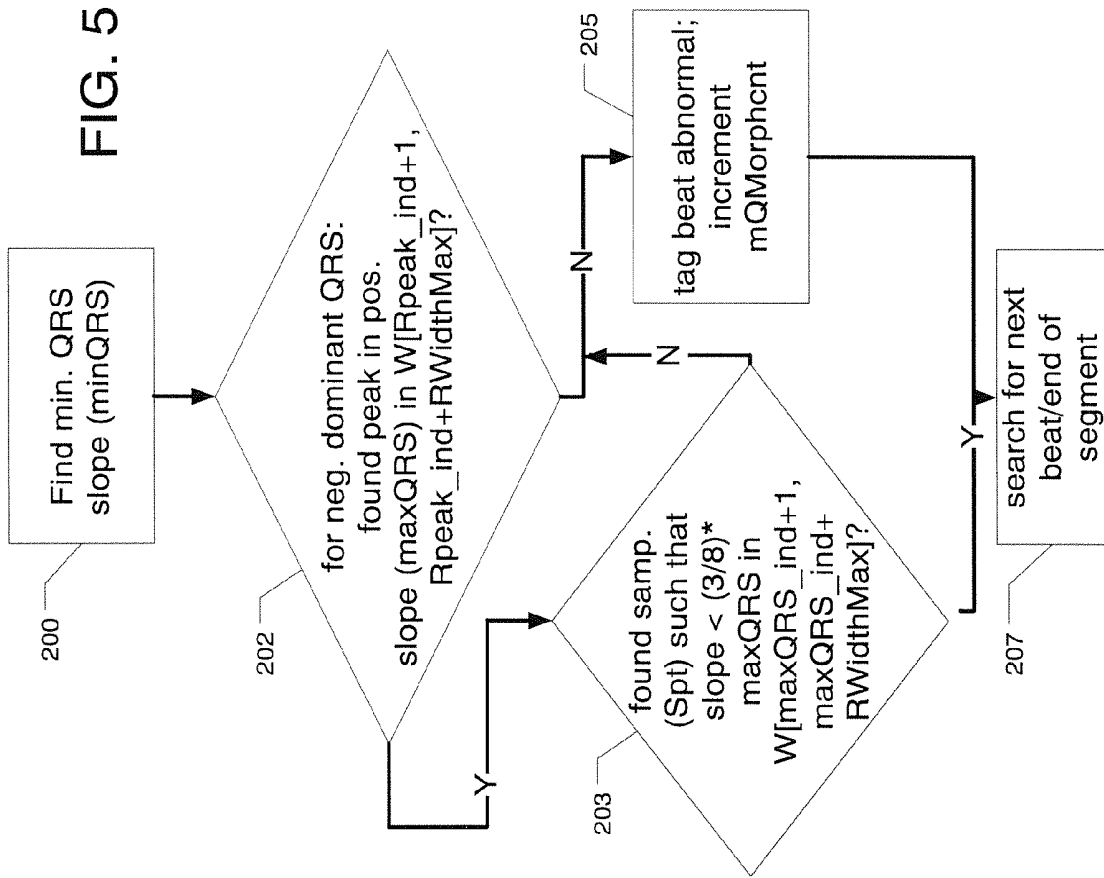 FIG. 5
200
Find min. QRS
slope (minQRS)
202
for neg. dominant QRS:
found peak in pos.
slope (maxQRS) in W[Rpeak_ind+1,
Rpeak_ind+RWidthMax]?
Y
N
203
found samp.
(Spt) such that
slope < (3/8)*
maxQRS in
W[maxQRS_ind+1,
maxQRS_ind+
RWidthMax]?
N
Y
205
tag beat abnormal;
increment
mQMorphcnt
207
search for next
beat/end of
segment